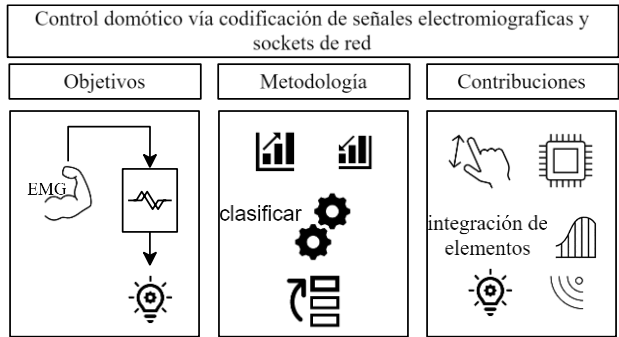 Control domótico vía codificación de señales electromiograficas y
sockets de red
Objetivos
Metodología
Contribuciones
EMG
clasificar
integración de
elementos